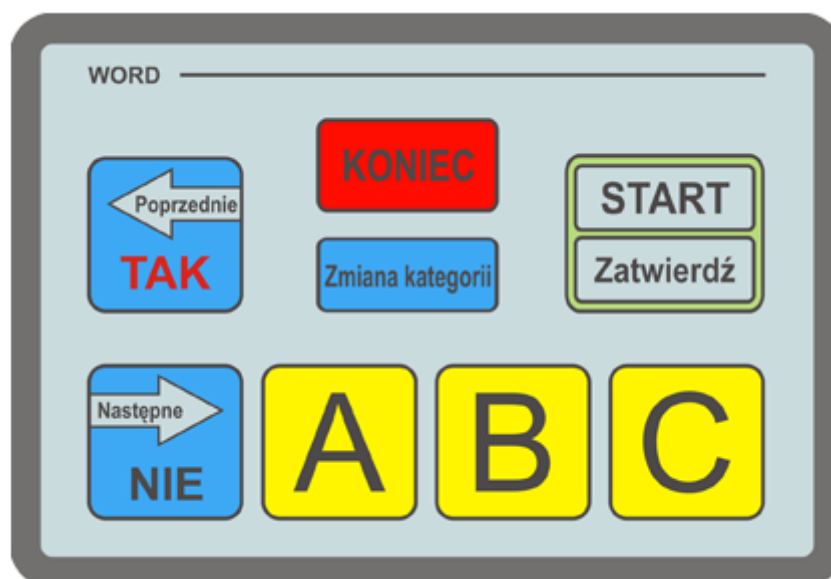 WORD
KONIEC
Poprzednie
TAK
START
Zmiana kategorii
Zatwierdź
Następne
NIE
A
B
C